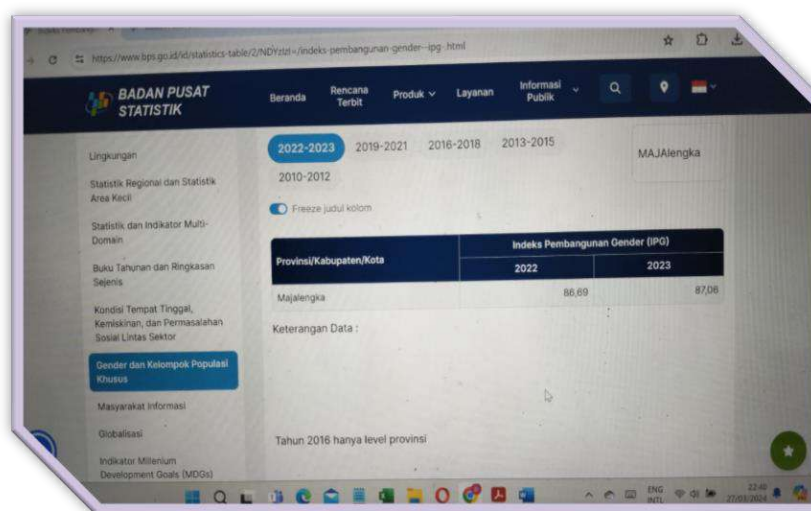 https://www.bps.go.id/id/statistics-table/2/NDYzIzI=/indeks-pembangunan-gender--ipg-.html
BADAN PUSAT
STATISTIK
Beranda
Rencana
Terbit
Produk
Layanan
Informasi
Publik
Lingkungan
Statistik Regional dan Statistik
Area Kecil
Statistik dan Indikator Multi-
Domain
Buku Tahunan dan Ringkasan
Sejenis
Kondisi Tempat Tinggal,
Kemiskinan, dan Permasalahan
Sosial Lintas Sektor
Gender dan Kelompok Populasi
Khusus
Masyarakat Informasi
Globalisasi
Indikator Millenium
Development Goals (MDGs)
2022-2023 2019-2021 2016-2018 2013-2015
2010-2012
MAJAlengka
Freeze judul kolom
Provinsi/Kabupaten/Kota
Indeks Pembangunan Gender (IPG)
2022 2023
Majalengka 86,69 87,06
Keterangan Data :
Tahun 2016 hanya level provinsi
ENG
INTL
22:40
27/03/2024